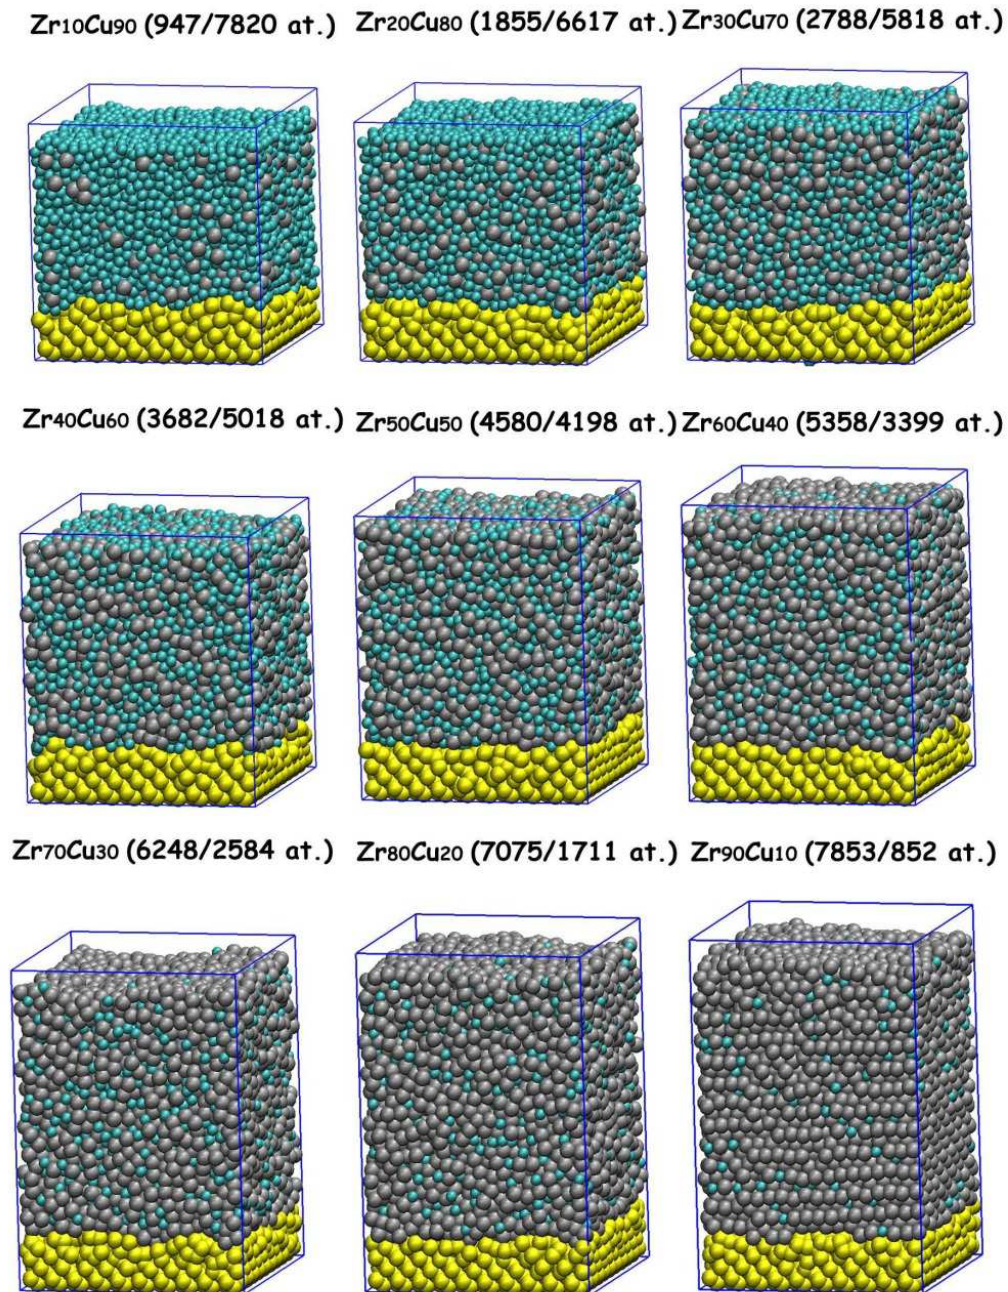 Zr10Cu90 (947/7820 at.) Zr20Cu80 (1855/6617 at.) Zr30Cu70 (2788/5818 at.)
Zr40Cu60 (3682/5018 at.) Zr50Cu50 (4580/4198 at.) Zr60Cu40 (5358/3399 at.)
Zr70Cu30 (6248/2584 at.) Zr80Cu20 (7075/1711 at.) Zr90Cu10 (7853/852 at.)